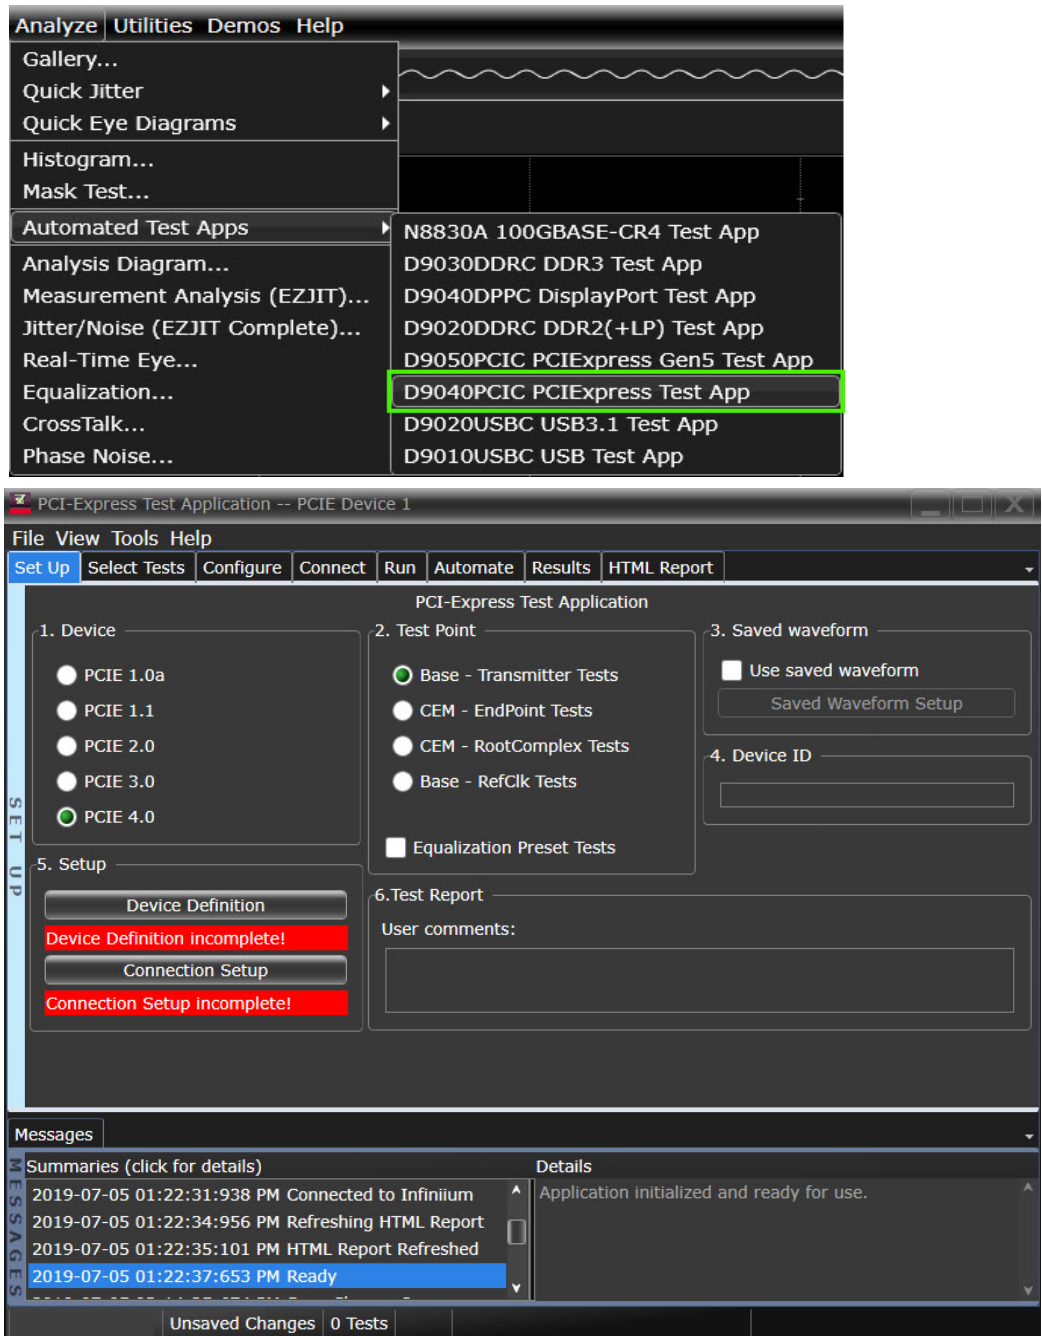 Analyze Utilities Demos Help
Gallery...
Quick Jitter
Quick Eye Diagrams
Histogram...
Mask Test...
Automated Test Apps
Analysis Diagram...
Measurement Analysis (EZJIT)...
Jitter/Noise (EZJIT Complete)...
Real-Time Eye...
Equalization...
CrossTalk...
Phase Noise...
N8830A 100GBASE-CR4 Test App
D9030DDRC DDR3 Test App
D9040DPPC DisplayPort Test App
D9020DDRC DDR2(+LP) Test App
D9050PCIC PCIExpress Gen5 Test App
D9040PCIC PCIExpress Test App
D9020USBC USB3.1 Test App
D9010USBC USB Test App
PCI-Express Test Application -- PCIE Device 1
File View Tools Help
Set Up Select Tests Configure Connect Run Automate Results HTML Report
SET UP
PCI-Express Test Application
1. Device
PCIE 1.0a
PCIE 1.1
PCIE 2.0
PCIE 3.0
PCIE 4.0
2. Test Point
Base - Transmitter Tests
CEM - EndPoint Tests
CEM - RootComplex Tests
Base - RefClk Tests
Equalization Preset Tests
3. Saved waveform
Use saved waveform
Saved Waveform Setup
4. Device ID
5. Setup
Device Definition
Device Definition incomplete!
Connection Setup
Connection Setup incomplete!
6.Test Report
User comments:
Messages
MESSAGES
Summaries (click for details)
2019-07-05 01:22:31:938 PM Connected to Infiniium
2019-07-05 01:22:34:956 PM Refreshing HTML Report
2019-07-05 01:22:35:101 PM HTML Report Refreshed
2019-07-05 01:22:37:653 PM Ready
Details
Application initialized and ready for use.
Unsaved Changes 0 Tests